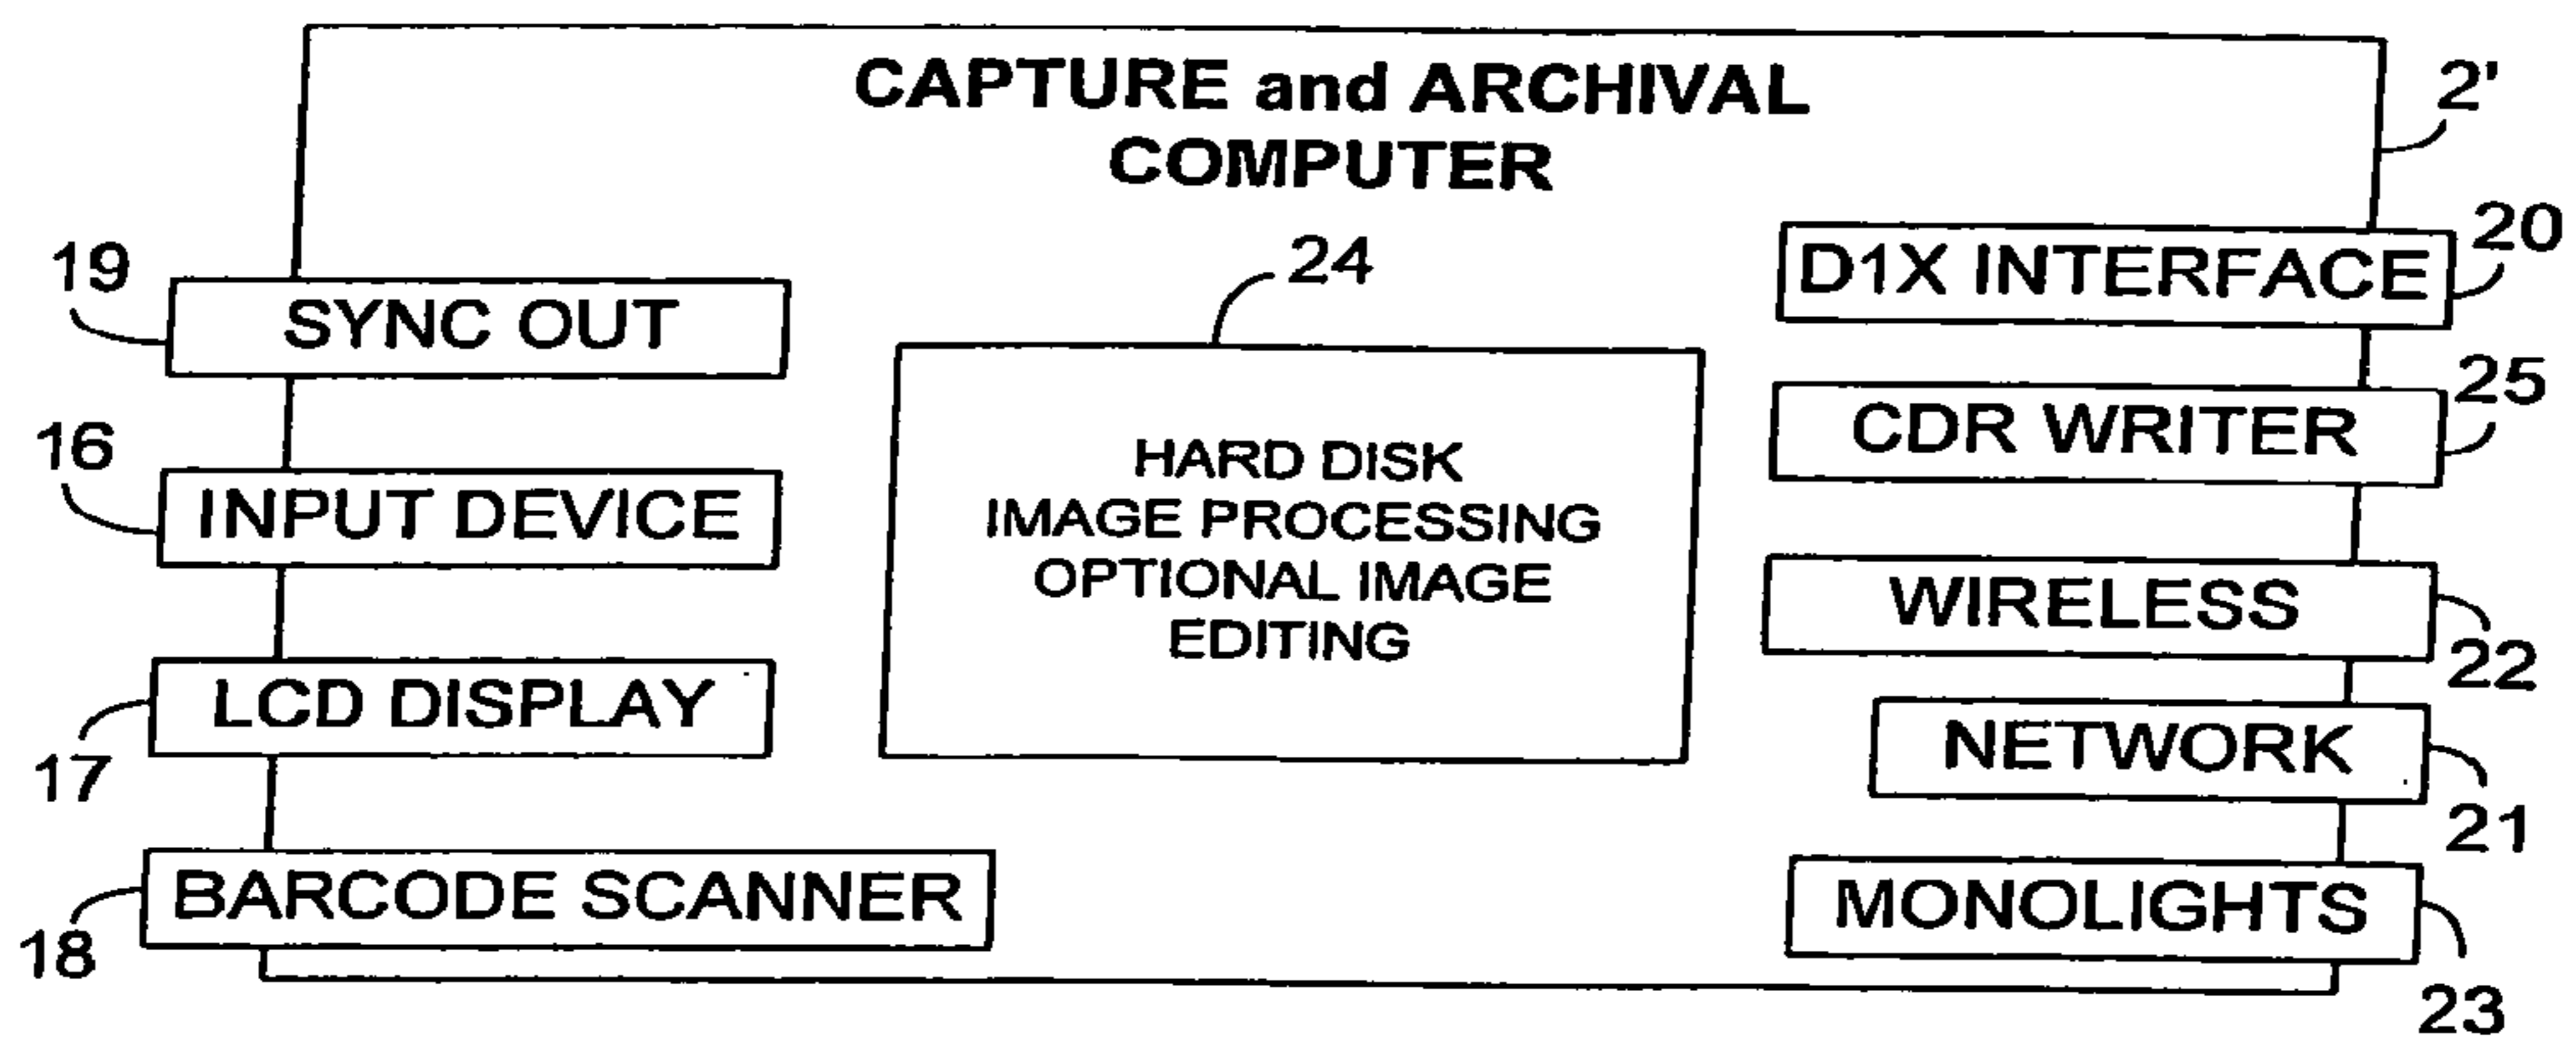 CAPTURE and ARCHIVAL
COMPUTER
2'
19
SYNC OUT
16
INPUT DEVICE
17
LCD DISPLAY
18
BARCODE SCANNER
24
HARD DISK
IMAGE PROCESSING
OPTIONAL IMAGE
EDITING
20
D1X INTERFACE
25
CDR WRITER
WIRELESS
22
NETWORK
21
MONOLIGHTS
23